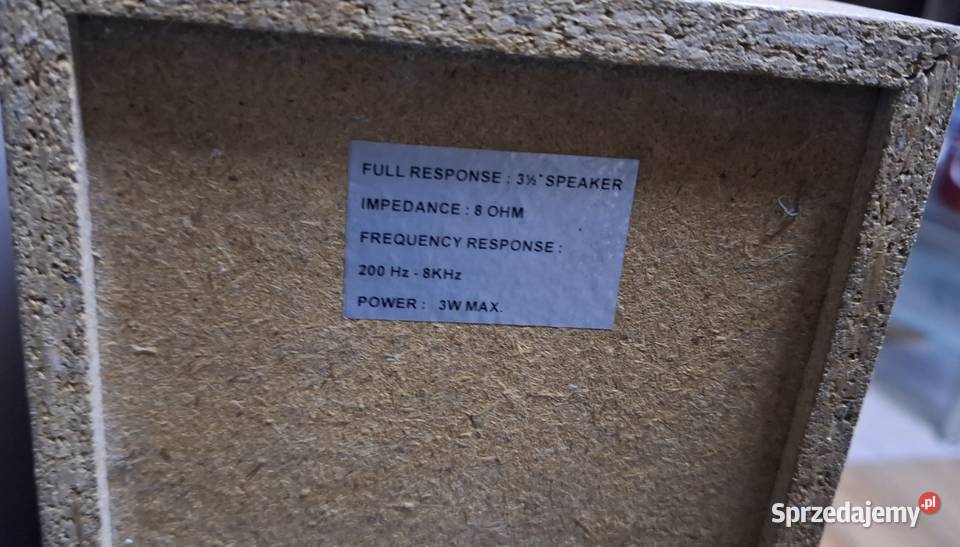 FULL RESPONSE : 3½" SPEAKER
IMPEDANCE : 8 OHM
FREQUENCY RESPONSE :
200 Hz - 8KHz
POWER : 3W MAX.
Sprzedajemy.pl